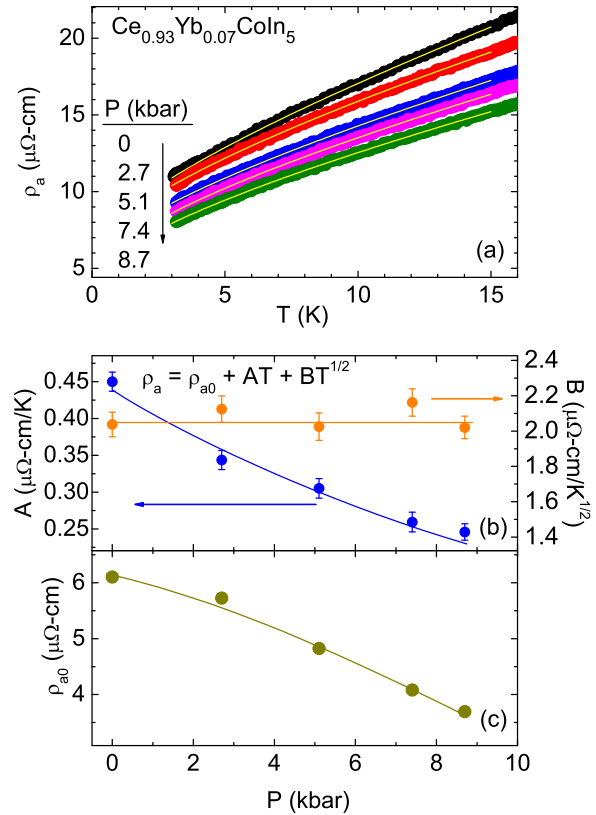 Ce₀.₉₃Yb₀.₀₇CoIn₅
P (kbar)
0
2.7
5.1
7.4
8.7
20
15
10
5
ρₐ (μΩ-cm)
(a)
0 5 10 15
T (K)
ρₐ = ρₐ₀ + AT + BT^1/2
0.45
0.40
0.35
0.30
0.25
A (μΩ-cm/K)
2.4
2.2
2.0
1.8
1.6
1.4
B (μΩ-cm/K^1/2)
(b)
6
5
4
ρₐ₀ (μΩ-cm)
(c)
0 2 4 6 8 10
P (kbar)